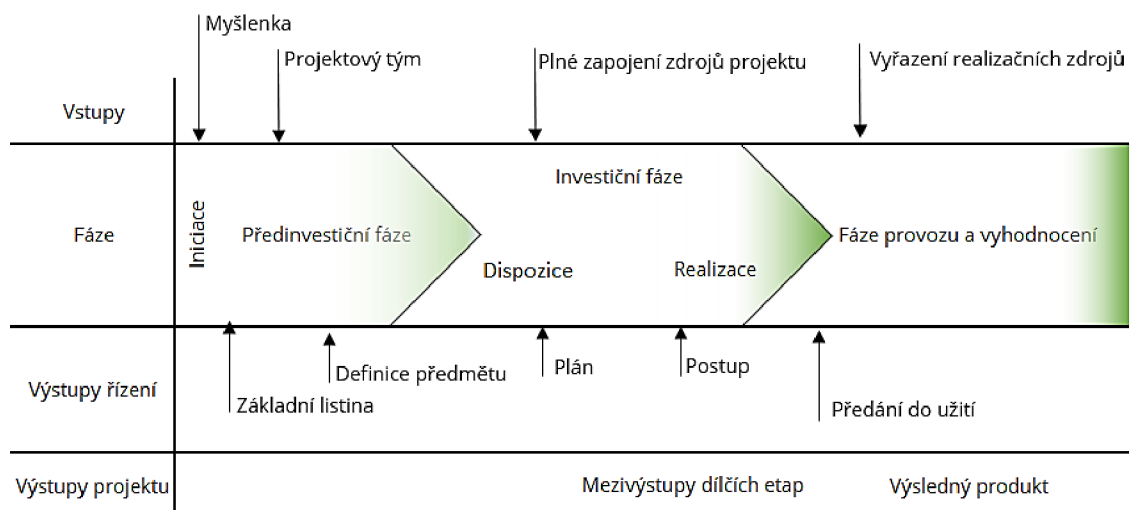 Myšlenka
Projektový tým
Plné zapojení zdrojů projektu
Vyřazení realizačních zdrojů
Vstupy
Investiční fáze
Fáze
Iniciace
Předinvestiční fáze
Fáze provozu a vyhodnocení
Dispozice
Realizace
Výstupy řízení
Základní listina
Definice předmětu
Plán
Postup
Předání do užití
Výstupy projektu
Mezivýstupy dílčích etap
Výsledný produkt